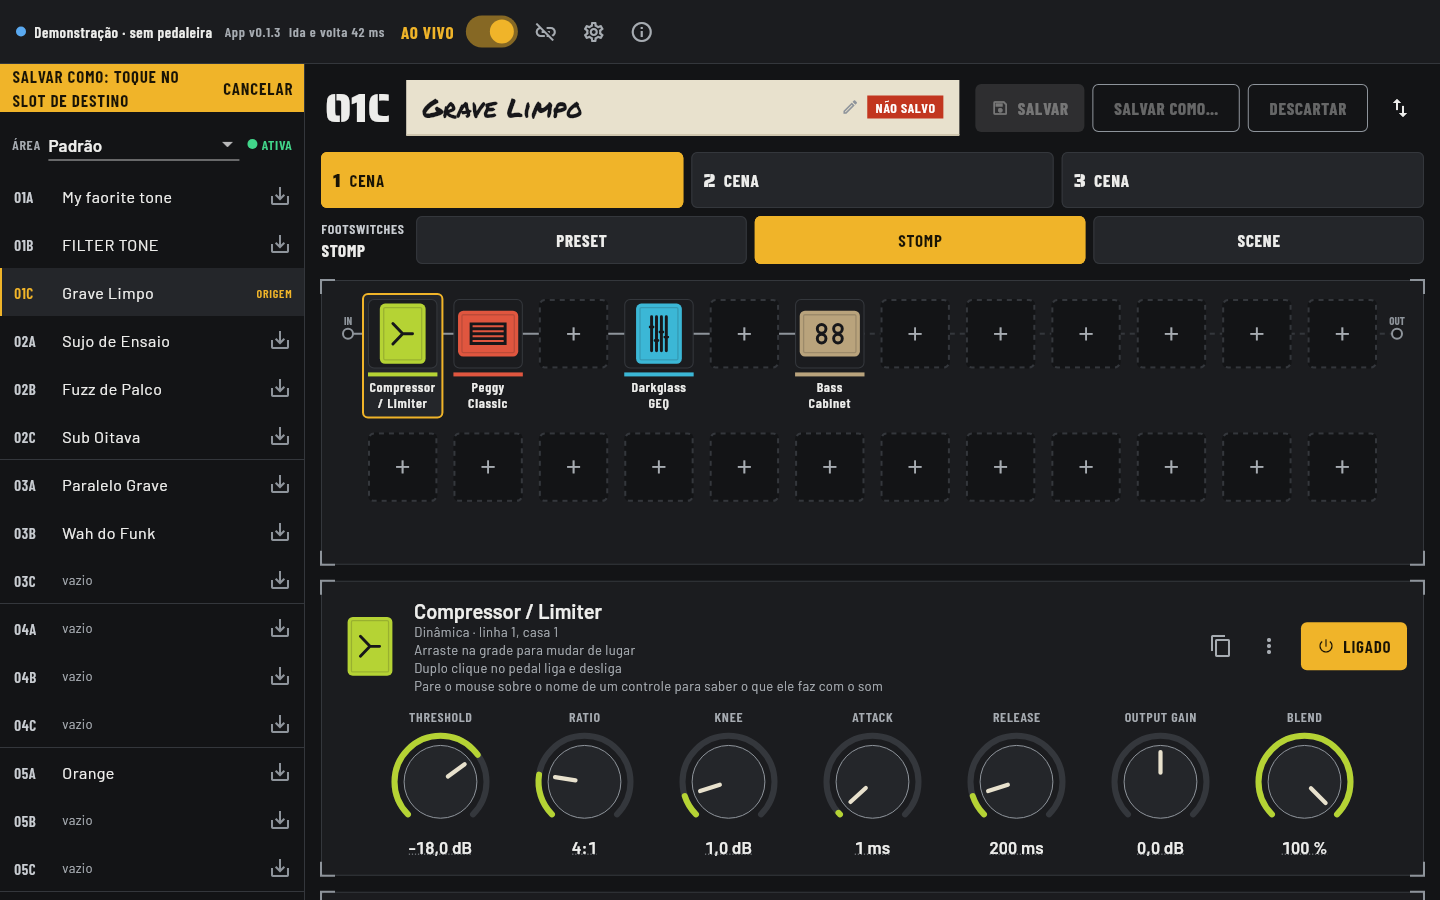 Demonstração · sem pedaleira App v0.1.3 Ida e volta 42 ms AO VIVO
SALVAR COMO: TOQUE NO
SLOT DE DESTINO
CANCELAR
ÁREA Padrão ATIVA
01A My faorite tone
01B FILTER TONE
01C Grave Limpo ORIGEM
02A Sujo de Ensaio
02B Fuzz de Palco
02C Sub Oitava
03A Paralelo Grave
03B Wah do Funk
03C vazio
04A vazio
04B vazio
04C vazio
05A Orange
05B vazio
05C vazio
01C Grave Limpo NÃO SALVO SALVAR SALVAR COMO... DESCARTAR
1 CENA 2 CENA 3 CENA
FOOTSWITCHES
STOMP
PRESET STOMP SCENE
IN OUT
88
Compressor
/ Limiter
Peggy
Classic
Darkglass
GEQ
Bass
Cabinet
Compressor / Limiter
Dinâmica · linha 1, casa 1
Arraste na grade para mudar de lugar
Duplo clique no pedal liga e desliga
Pare o mouse sobre o nome de um controle para saber o que ele faz com o som
LIGADO
THRESHOLD RATIO KNEE ATTACK RELEASE OUTPUT GAIN BLEND
-18,0 dB 4:1 1,0 dB 1 ms 200 ms 0,0 dB 100 %